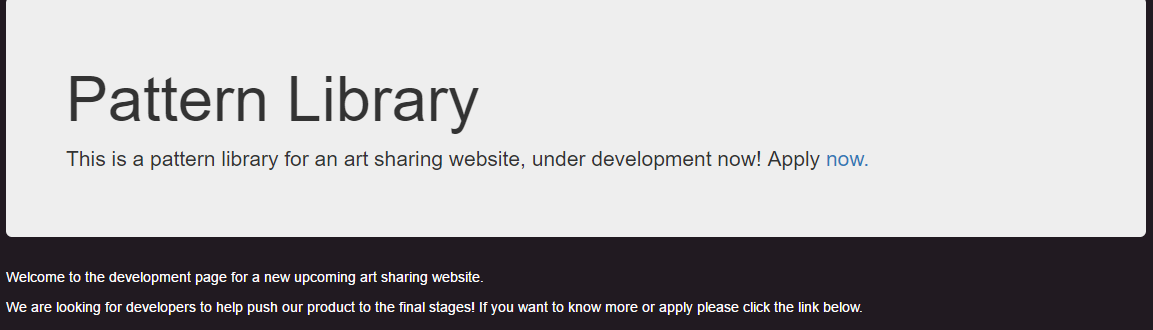 Pattern Library
This is a pattern library for an art sharing website, under development now! Apply now.
Welcome to the development page for a new upcoming art sharing website.
We are looking for developers to help push our product to the final stages! If you want to know more or apply please click the link below.